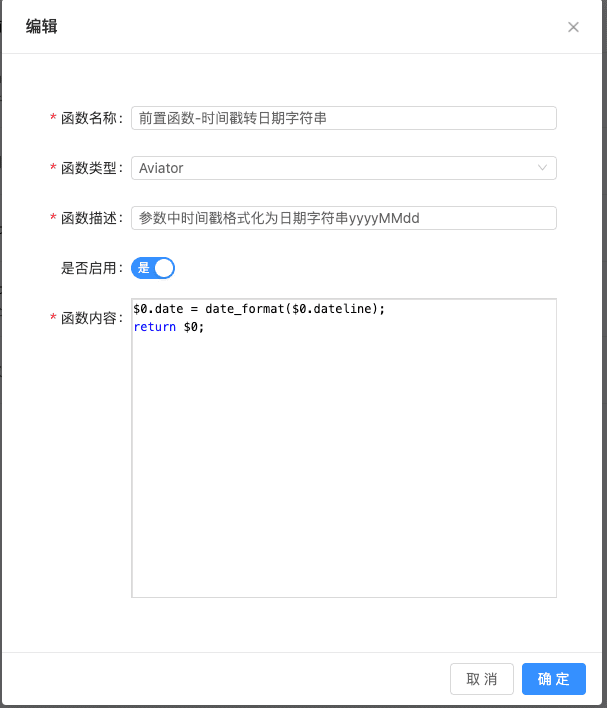 编辑
* 函数名称： 前置函数-时间戳转日期字符串
* 函数类型： Aviator
* 函数描述： 参数中时间戳格式化为日期字符串yyyyMMdd
是否启用： 是
* 函数内容：
$0.date = date_format($0.dateline);
return $0;
取 消 确 定